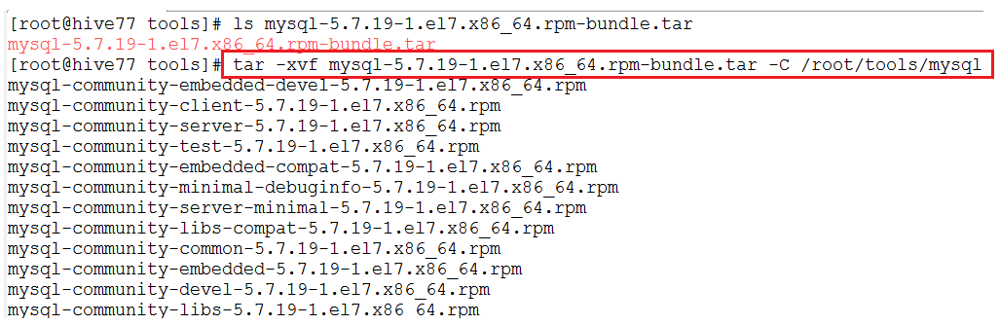 [root@hive77 tools]# ls mysql-5.7.19-1.el7.x86_64.rpm-bundle.tar
mysql-5.7.19-1.el7.x86_64.rpm-bundle.tar
[root@hive77 tools]# tar -xvf mysql-5.7.19-1.el7.x86_64.rpm-bundle.tar -C /root/tools/mysql
mysql-community-embedded-devel-5.7.19-1.el7.x86_64.rpm
mysql-community-client-5.7.19-1.el7.x86_64.rpm
mysql-community-server-5.7.19-1.el7.x86_64.rpm
mysql-community-test-5.7.19-1.el7.x86_64.rpm
mysql-community-embedded-compat-5.7.19-1.el7.x86_64.rpm
mysql-community-minimal-debuginfo-5.7.19-1.el7.x86_64.rpm
mysql-community-server-minimal-5.7.19-1.el7.x86_64.rpm
mysql-community-libs-compat-5.7.19-1.el7.x86_64.rpm
mysql-community-common-5.7.19-1.el7.x86_64.rpm
mysql-community-embedded-5.7.19-1.el7.x86_64.rpm
mysql-community-devel-5.7.19-1.el7.x86_64.rpm
mysql-community-libs-5.7.19-1.el7.x86_64.rpm